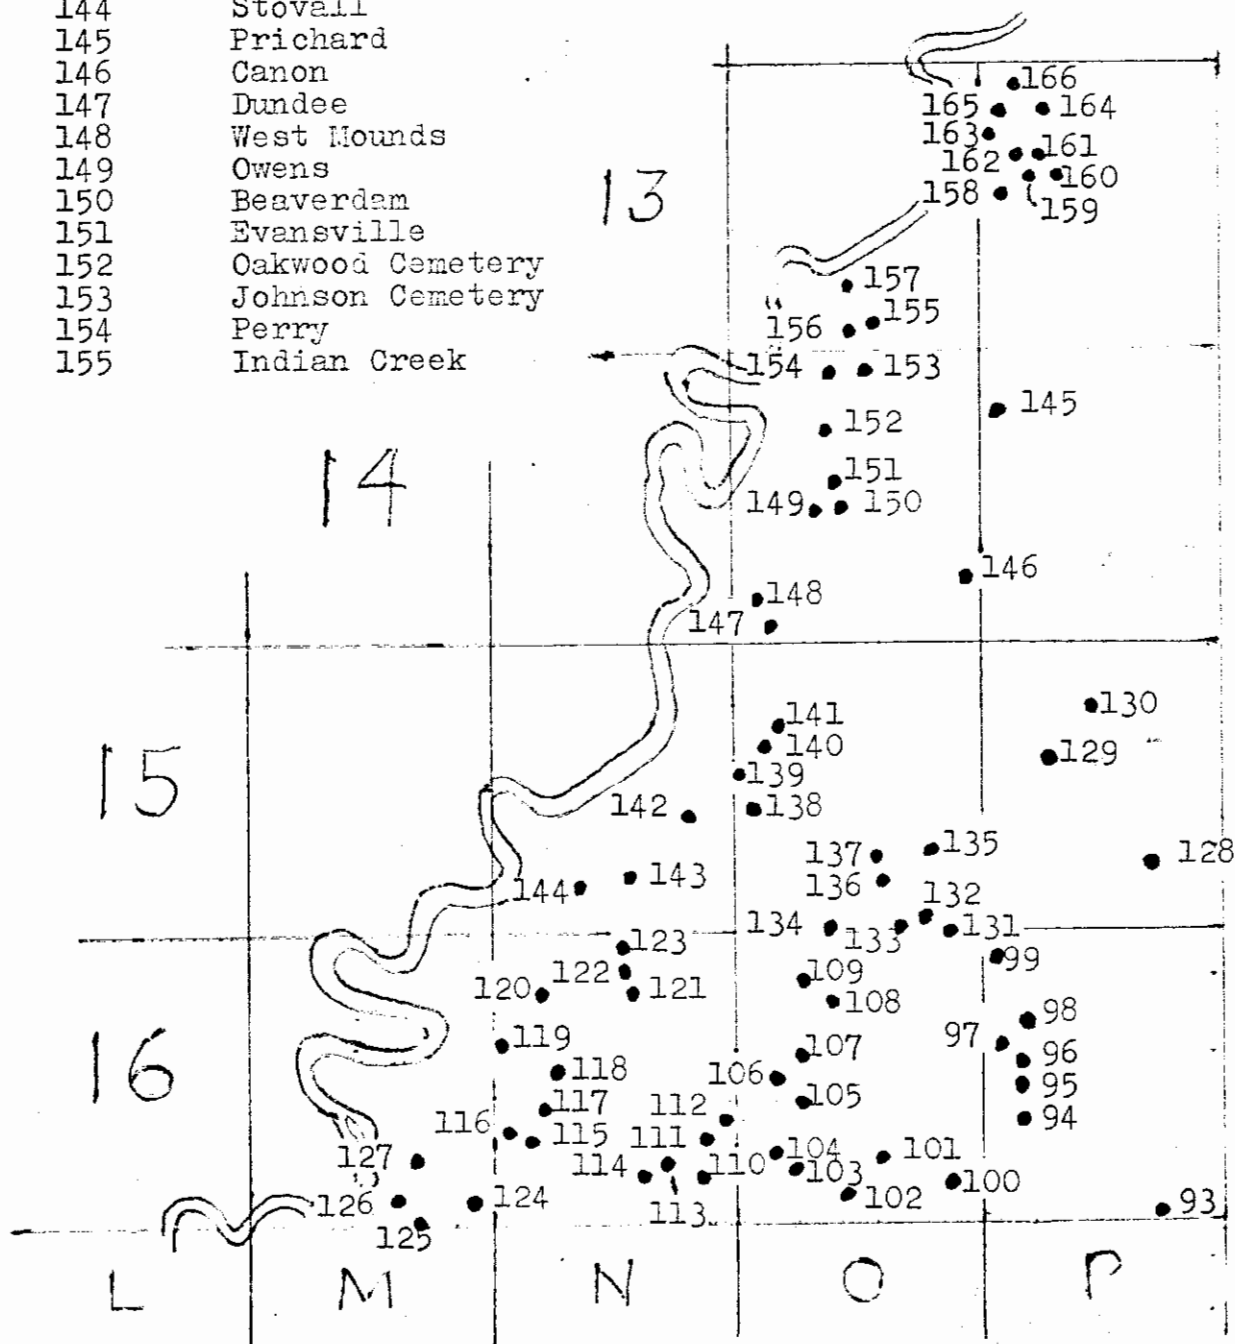 144 Stovall
145 Prichard
146 Canon
147 Dundee
148 West Mounds
149 Owens
150 Beaverdam
151 Evansville
152 Oakwood Cemetery
153 Johnson Cemetery
154 Perry
155 Indian Creek
166
165 164
163
162 161
160
158 159
13
157
155
156
154 153
145
152
14
151
149 150
146
148
147
130
141
140 129
139
15
142 138
135
137 128
136
144 143
132
134 133 131
123 99
122
120 121
109
108
98
119 97
107 96
118 106 95
16
117 105
112 94
116 115 111
127 114 110 104 101
103 100
126 124 113 102 93
125
L M N O P